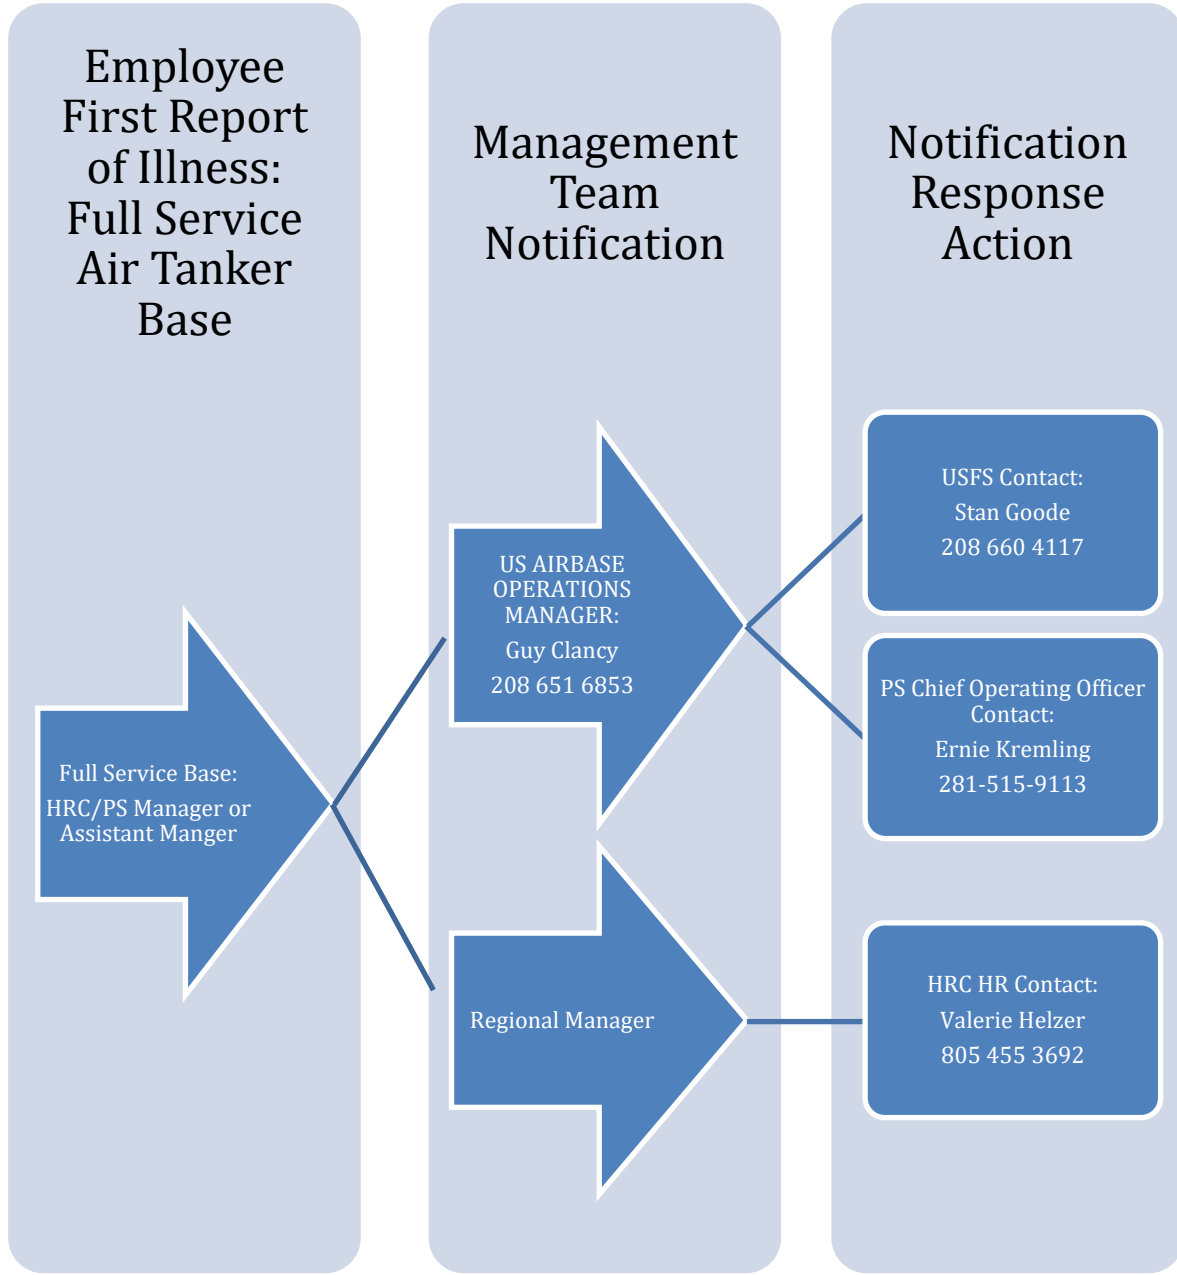 Employee
First Report
of Illness:
Full Service
Air Tanker
Base
Management
Team
Notification
Notification
Response
Action
Full Service Base:
HRC/PS Manager or
Assistant Manger
US AIRBASE
OPERATIONS
MANAGER:
Guy Clancy
208 651 6853
Regional Manager
USFS Contact:
Stan Goode
208 660 4117
PS Chief Operating Officer
Contact:
Ernie Kremling
281-515-9113
HRC HR Contact:
Valerie Helzer
805 455 3692